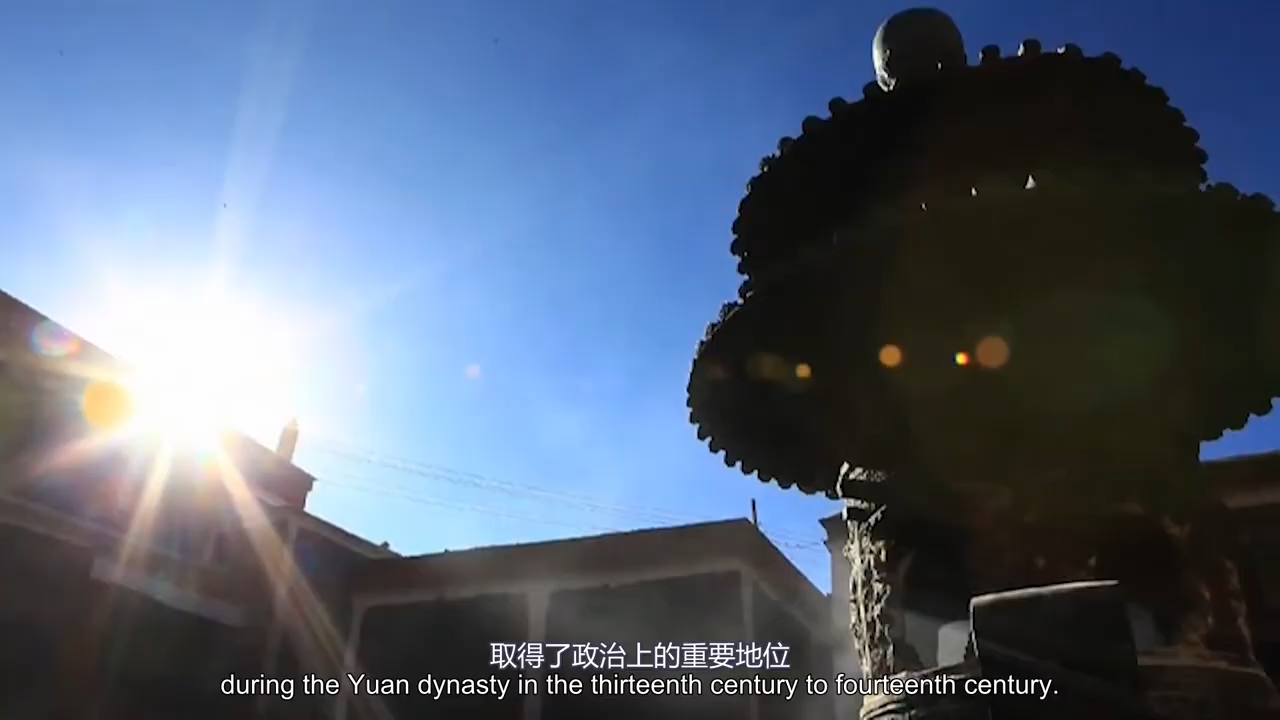 取得了政治上的重要地位
during the Yuan dynasty in the thirteenth century to fourteenth century.